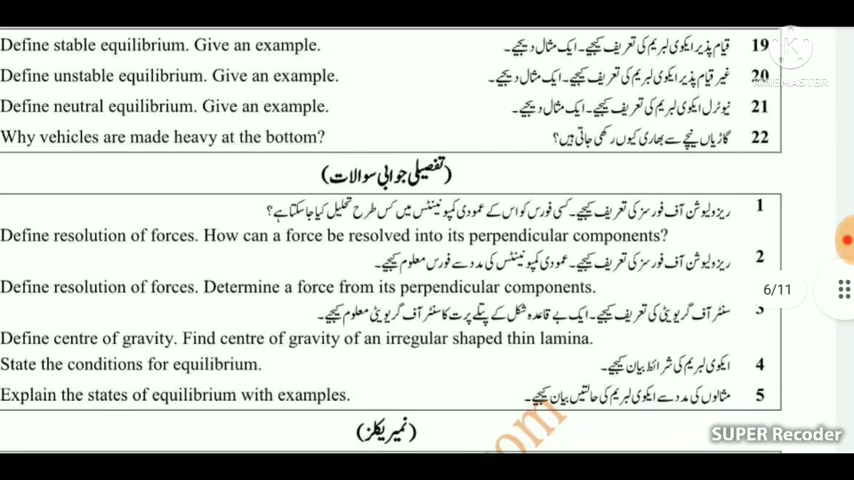 Define stable equilibrium. Give an example. قیام پذیر ایکوی لبریم کی تعریف کیجیے۔ ایک مثال دیجیے۔ 19
Define unstable equilibrium. Give an example. غیر قیام پذیر ایکوی لبریم کی تعریف کیجیے۔ ایک مثال دیجیے۔ 20
KINEMASTER
Define neutral equilibrium. Give an example. نیوٹرل ایکوی لبریم کی تعریف کیجیے۔ ایک مثال دیجیے۔ 21
Why vehicles are made heavy at the bottom? گاڑیاں نیچے سے بھاری کیوں رکھی جاتی ہیں؟ 22
(تفصیلی جوابی سوالات)
ریزولیوشن آف فورسز کی تعریف کیجیے۔ کسی فورس کو اس کے عمودی کمپونینٹس میں کس طرح تحلیل کیا جا سکتا ہے؟ 1
Define resolution of forces. How can a force be resolved into its perpendicular components?
ریزولیوشن آف فورسز کی تعریف کیجیے۔ عمودی کمپونینٹس کی مدد سے فورس معلوم کیجیے۔ 2
Define resolution of forces. Determine a force from its perpendicular components.
6/11
سنٹر آف گریویٹی کی تعریف کیجیے۔ ایک بے قاعدہ شکل کے پتلے پرت کا سنٹر آف گریویٹی معلوم کیجیے۔ 3
Define centre of gravity. Find centre of gravity of an irregular shaped thin lamina.
State the conditions for equilibrium. ایکوی لبریم کی شرائط بیان کیجیے۔ 4
Explain the states of equilibrium with examples. مثالوں کی مدد سے ایکوی لبریم کی حالتیں بیان کیجیے۔ 5
(نمیریکلز)
om
SUPER Recorder